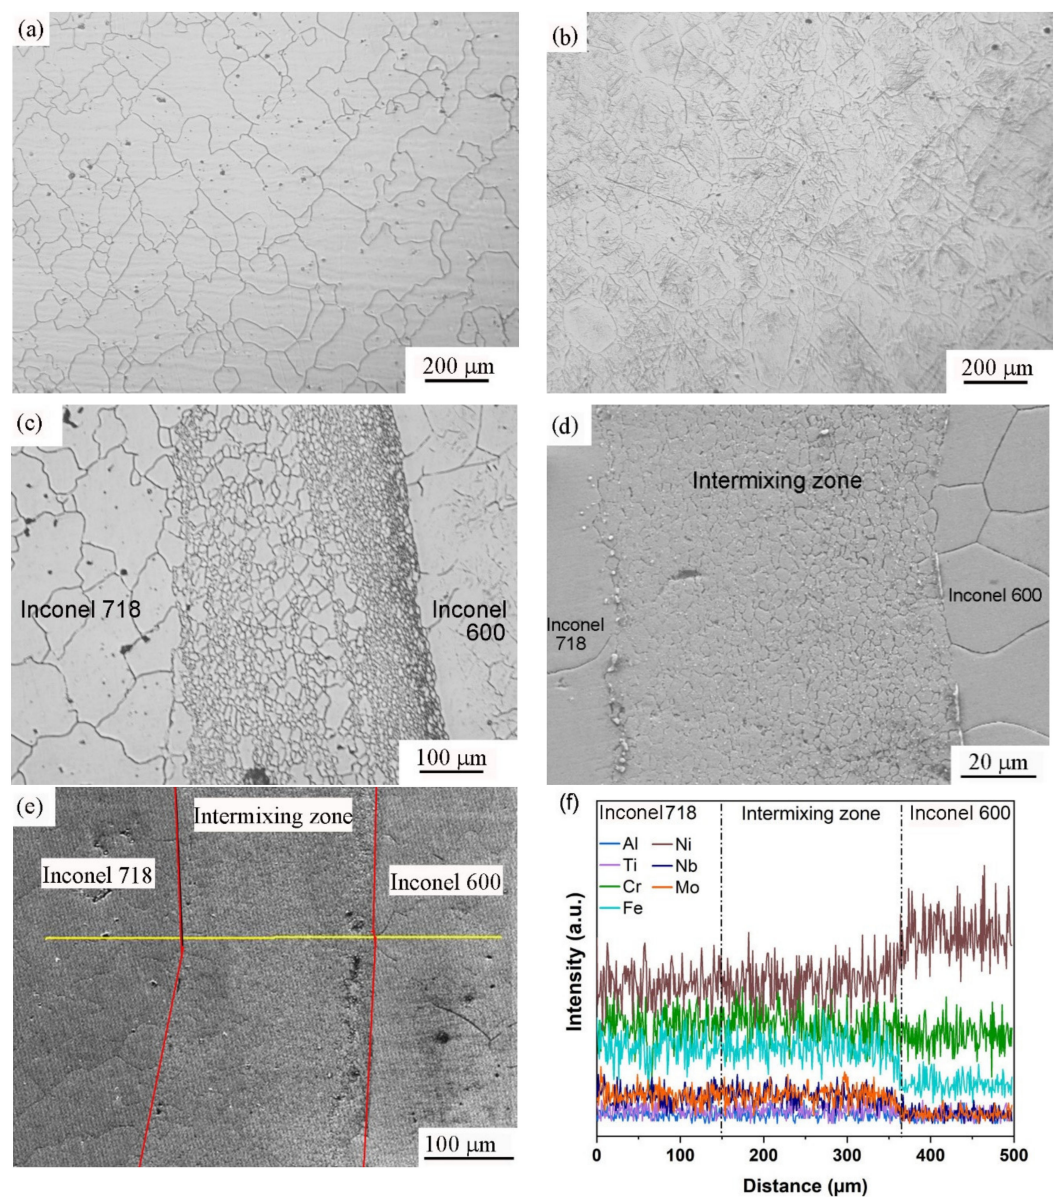 (a)
200 μm
(b)
200 μm
(c)
Inconel 718
Inconel
600
100 μm
(d)
Intermixing zone
Inconel
718
Inconel 600
20 μm
(e)
Intermixing zone
Inconel 718
Inconel 600
100 μm
(f)
Inconel 718 Intermixing zone Inconel 600
Al Ni
Ti Nb
Cr Mo
Fe
Intensity (a.u.)
0 100 200 300 400 500
Distance (μm)